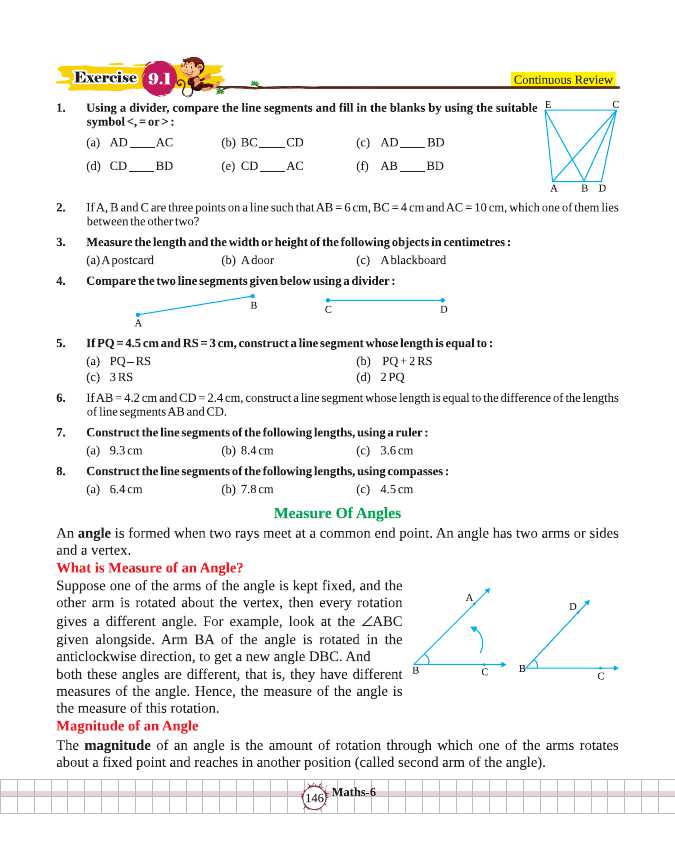 Exercise 9.1
Continuous Review
1. Using a divider, compare the line segments and fill in the blanks by using the suitable
symbol <, = or > :
E C
(a) AD ____ AC (b) BC ____ CD (c) AD ____ BD
(d) CD ____ BD (e) CD ____ AC (f) AB ____ BD
A B D
2. If A, B and C are three points on a line such that AB = 6 cm, BC = 4 cm and AC = 10 cm, which one of them lies
between the other two?
3. Measure the length and the width or height of the following objects in centimetres :
(a) A postcard (b) A door (c) A blackboard
4. Compare the two line segments given below using a divider :
A B C D
5. If PQ = 4.5 cm and RS = 3 cm, construct a line segment whose length is equal to :
(a) PQ – RS (b) PQ + 2 RS
(c) 3 RS (d) 2 PQ
6. If AB = 4.2 cm and CD = 2.4 cm, construct a line segment whose length is equal to the difference of the lengths
of line segments AB and CD.
7. Construct the line segments of the following lengths, using a ruler :
(a) 9.3 cm (b) 8.4 cm (c) 3.6 cm
8. Construct the line segments of the following lengths, using compasses :
(a) 6.4 cm (b) 7.8 cm (c) 4.5 cm
Measure Of Angles
An angle is formed when two rays meet at a common end point. An angle has two arms or sides
and a vertex.
What is Measure of an Angle?
Suppose one of the arms of the angle is kept fixed, and the
other arm is rotated about the vertex, then every rotation
gives a different angle. For example, look at the ∠ABC
given alongside. Arm BA of the angle is rotated in the
anticlockwise direction, to get a new angle DBC. And
both these angles are different, that is, they have different
measures of the angle. Hence, the measure of the angle is
the measure of this rotation.
A B C
D B C
Magnitude of an Angle
The magnitude of an angle is the amount of rotation through which one of the arms rotates
about a fixed point and reaches in another position (called second arm of the angle).
146 Maths-6